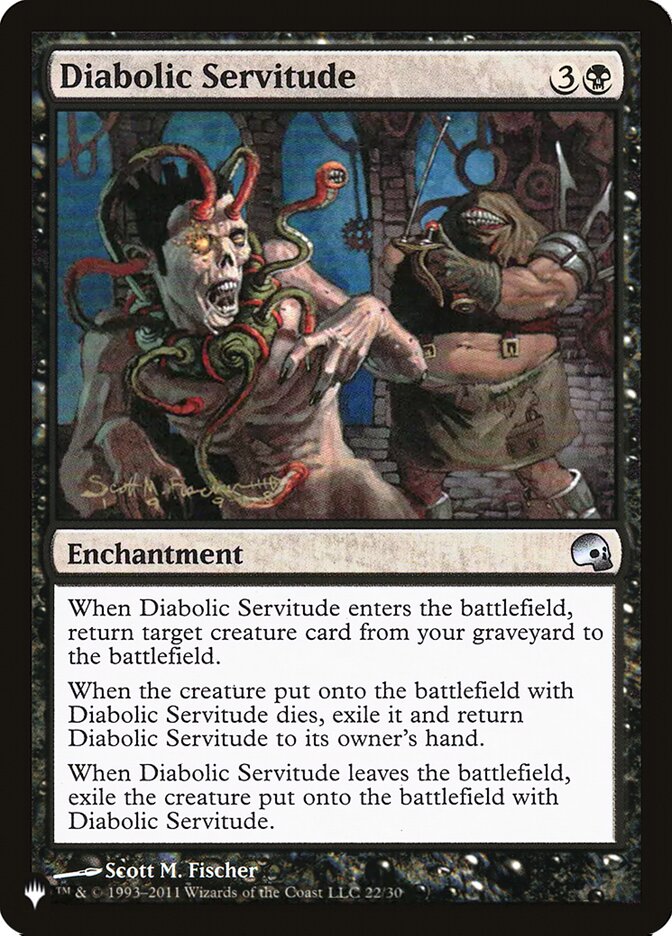 Diabolic Servitude 3
Scott M. Fischer
Enchantment
When Diabolic Servitude enters the battlefield,
return target creature card from your graveyard to
the battlefield.
When the creature put onto the battlefield with
Diabolic Servitude dies, exile it and return
Diabolic Servitude to its owner's hand.
When Diabolic Servitude leaves the battlefield,
exile the creature put onto the battlefield with
Diabolic Servitude.
Scott M. Fischer
™ & © 1993–2011 Wizards of the Coast LLC 22/30